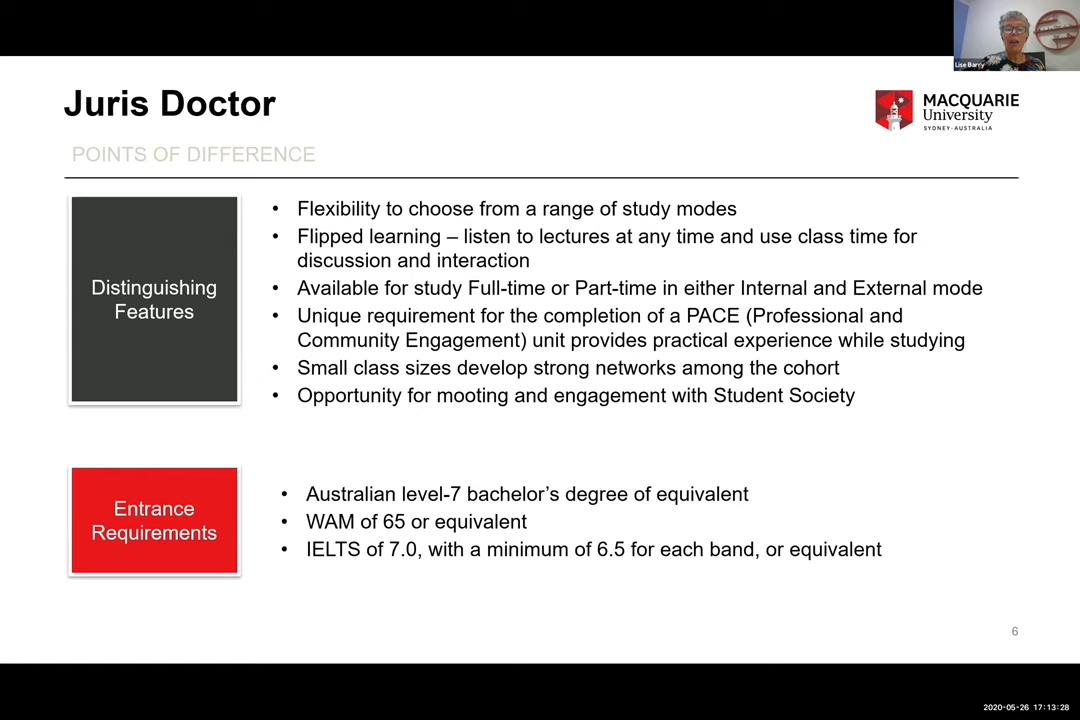 Lise Barry
Juris Doctor
MACQUARIE
University
SYDNEY-AUSTRALIA
POINTS OF DIFFERENCE
Distinguishing
Features
• Flexibility to choose from a range of study modes
• Flipped learning – listen to lectures at any time and use class time for
discussion and interaction
• Available for study Full-time or Part-time in either Internal and External mode
• Unique requirement for the completion of a PACE (Professional and
Community Engagement) unit provides practical experience while studying
• Small class sizes develop strong networks among the cohort
• Opportunity for mooting and engagement with Student Society
Entrance
Requirements
• Australian level-7 bachelor’s degree of equivalent
• WAM of 65 or equivalent
• IELTS of 7.0, with a minimum of 6.5 for each band, or equivalent
6
2020-05-26 17:13:28